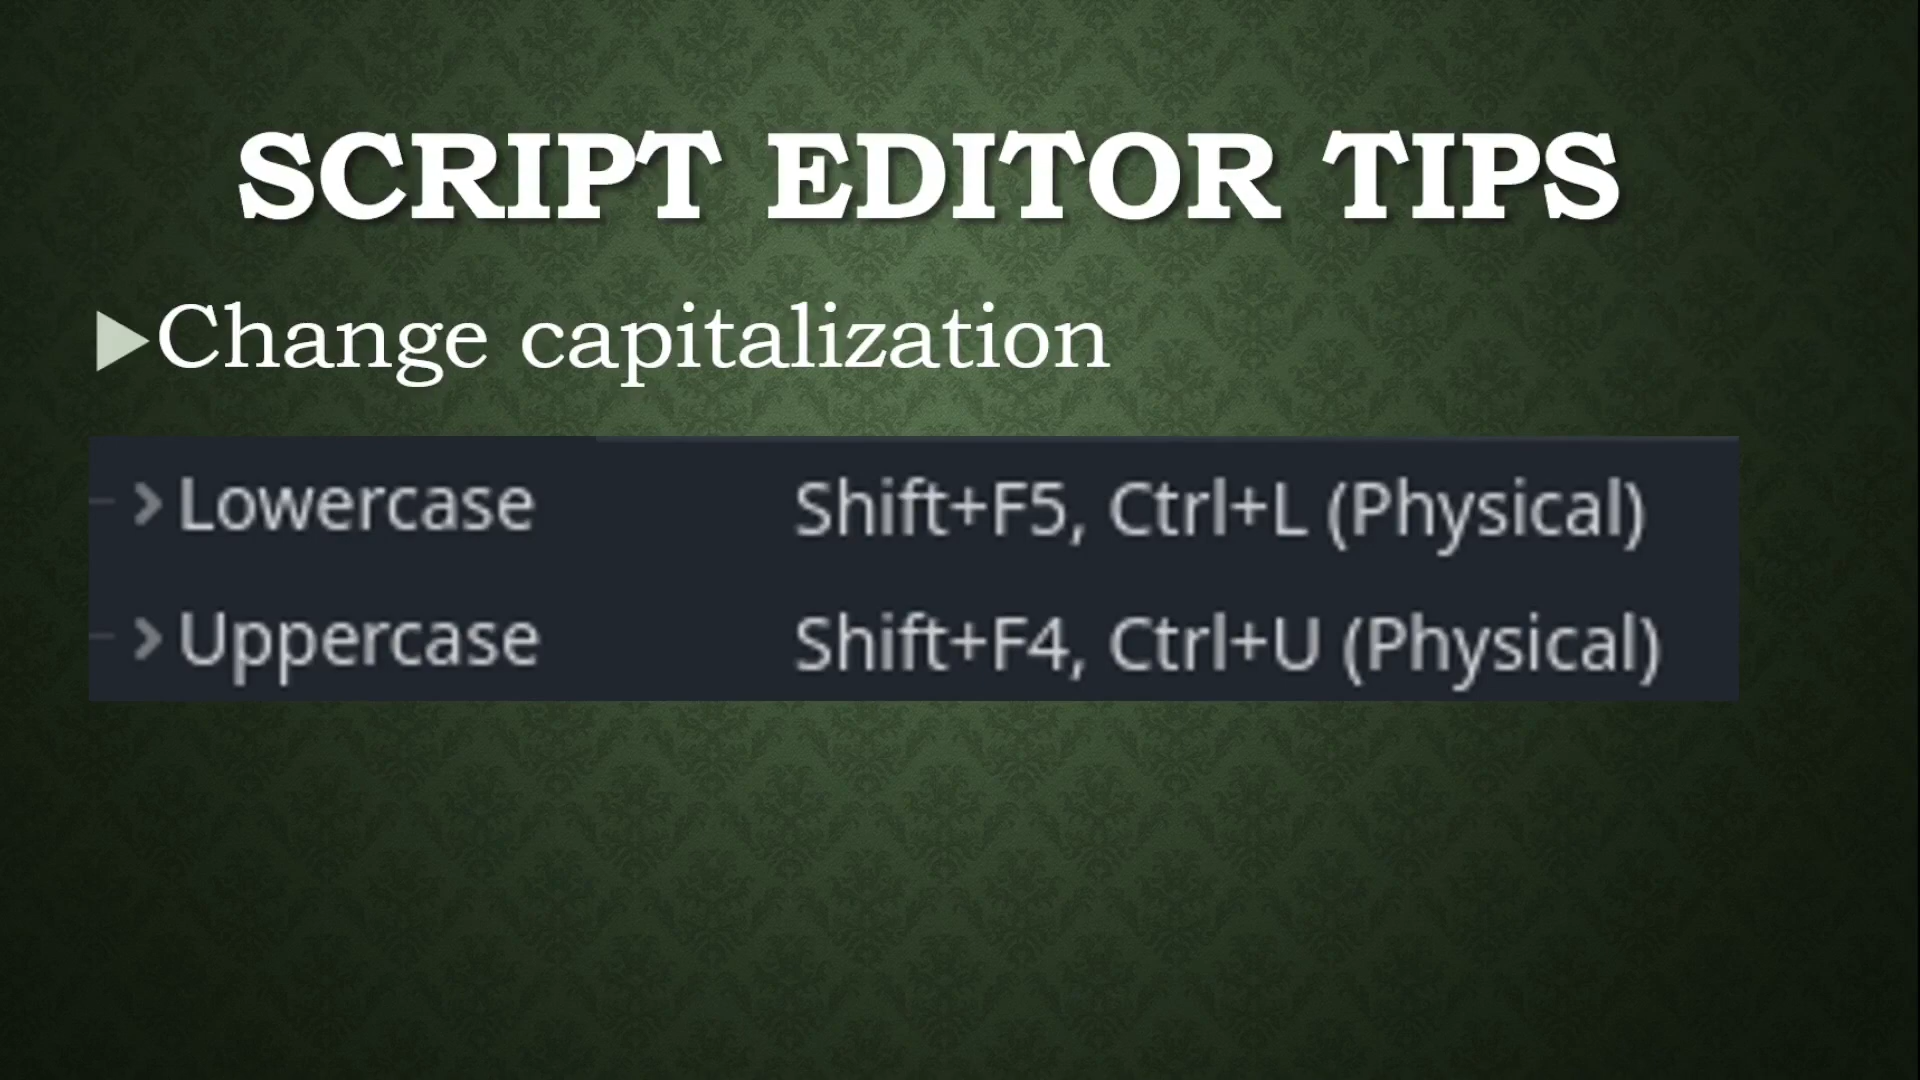 SCRIPT EDITOR TIPS
Change capitalization
Lowercase Shift+F5, Ctrl+L (Physical)
Uppercase Shift+F4, Ctrl+U (Physical)